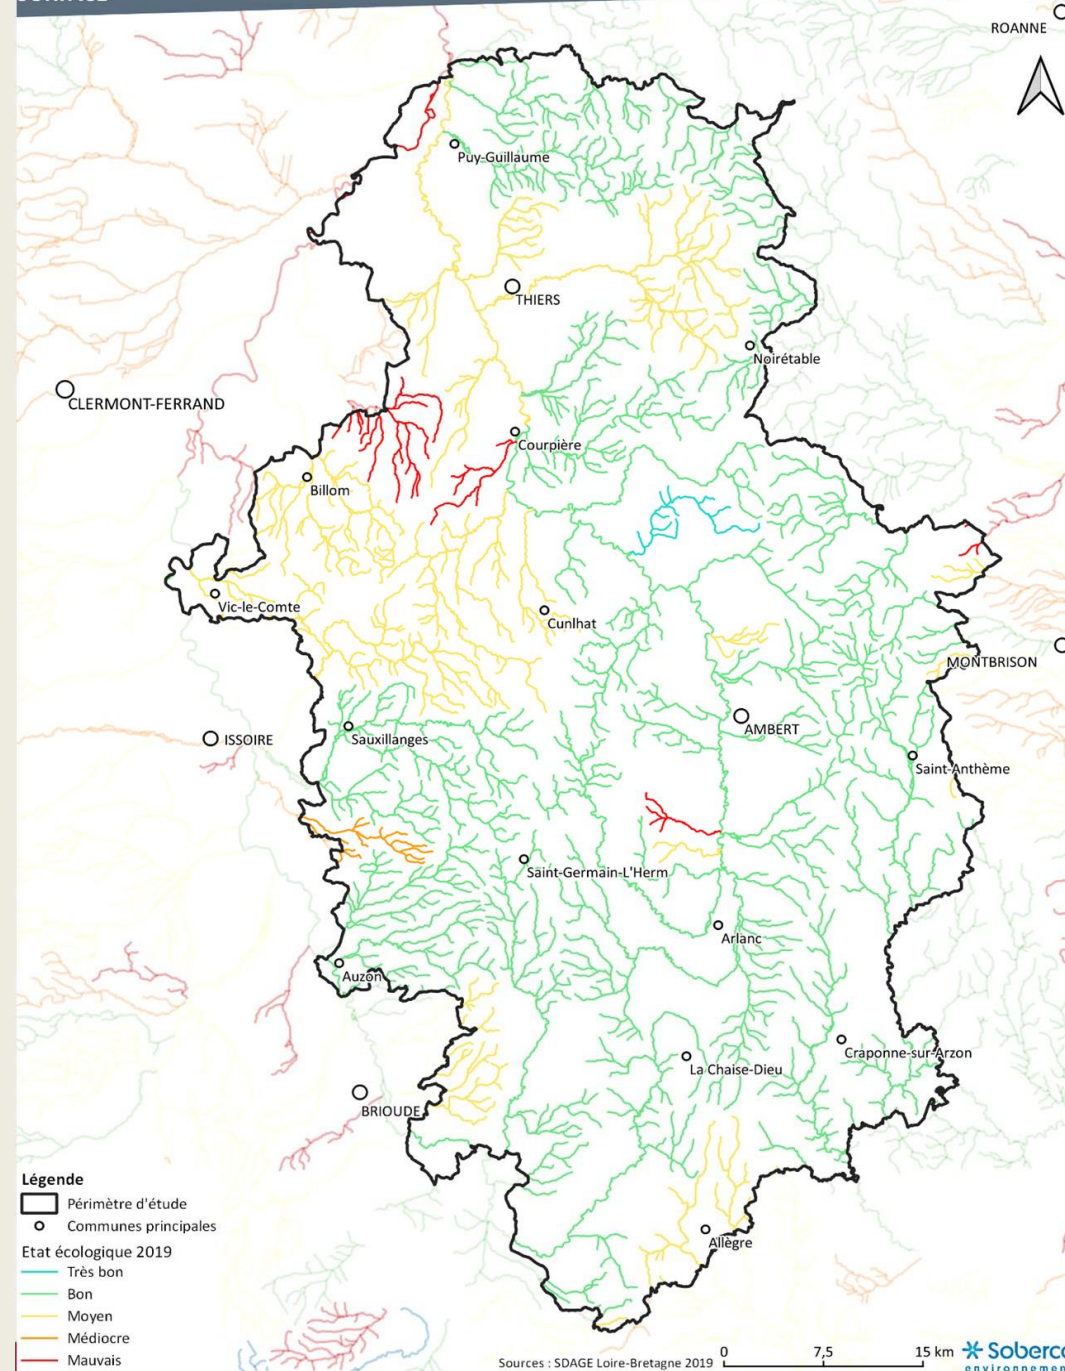 ROANNE
Puy-Guillaume
THIERS
Noirétable
CLERMONT-FERRAND
Courpière
Billom
Vic-le-Comte
Cunlhat
MONTBRISON
AMBERT
ISSOIRE
Sauxillanges
Saint-Anthème
Saint-Germain-L'Herm
Arlanc
Auzon
Craponne-sur-Arzon
La Chaise-Dieu
BRIOUDE
Allègre
Légende
Périmètre d'étude
Communes principales
Etat écologique 2019
Très bon
Bon
Moyen
Médiocre
Mauvais
Sources : SDAGE Loire-Bretagne 2019
0 7,5 15 km